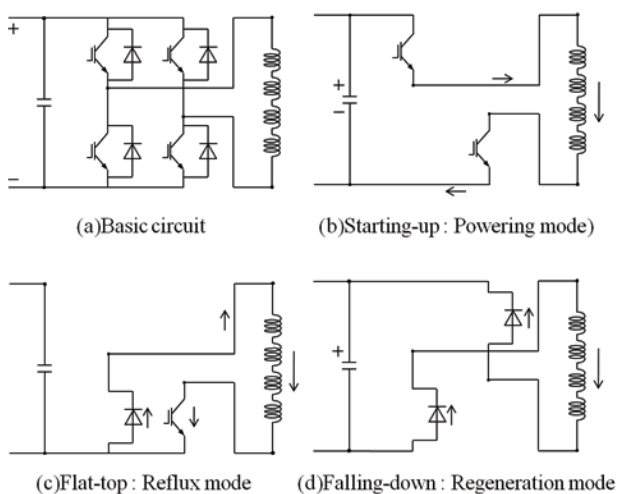 (a)Basic circuit
(b)Starting-up : Powering mode)
(c)Flat-top : Reflux mode
(d)Falling-down : Regeneration mode